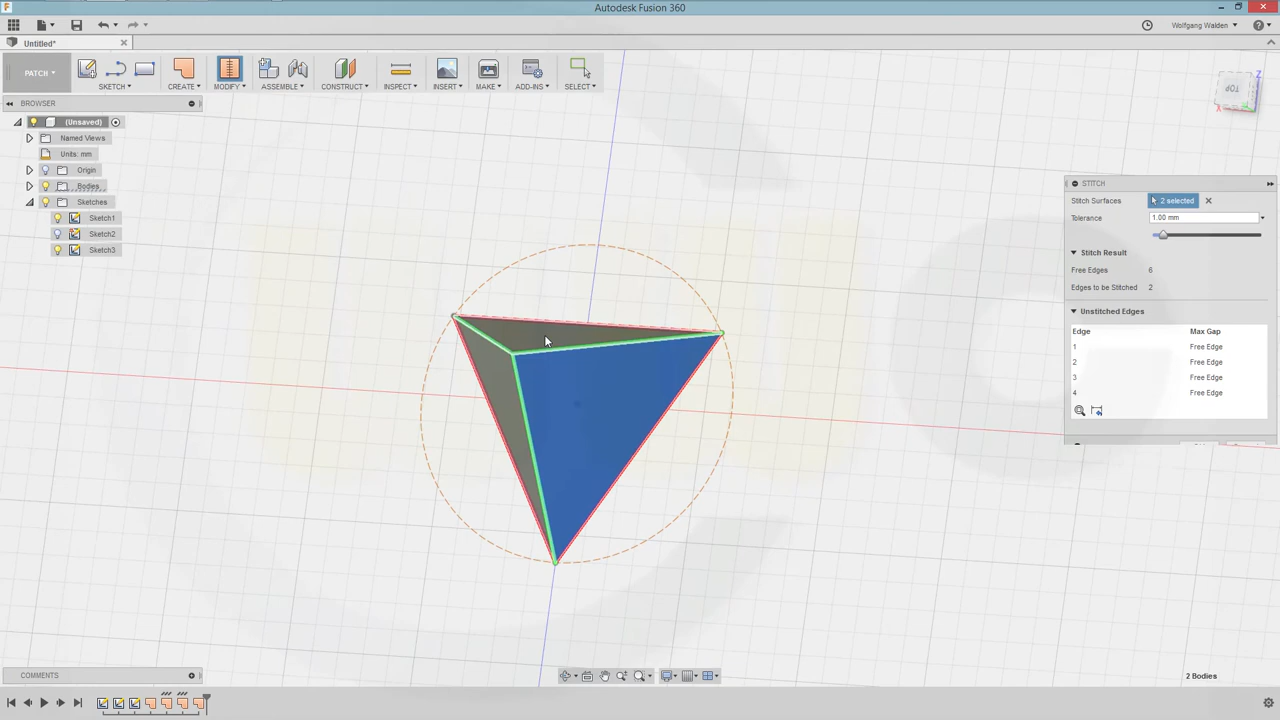 Autodesk Fusion 360
Wolfgang Walden
Untitled*
PATCH
SKETCH
CREATE
MODIFY
ASSEMBLE
CONSTRUCT
INSPECT
INSERT
MAKE
ADD-INS
SELECT
TOP
Z
X
BROWSER
(Unsaved)
Named Views
Units: mm
Origin
Bodies
Sketches
Sketch1
Sketch2
Sketch3
STITCH
Stitch Surfaces 2 selected
Tolerance 1.00 mm
Stitch Result
Free Edges 6
Edges to be Stitched 2
Unstitched Edges
Edge Max Gap
1 Free Edge
2 Free Edge
3 Free Edge
4 Free Edge
COMMENTS
2 Bodies